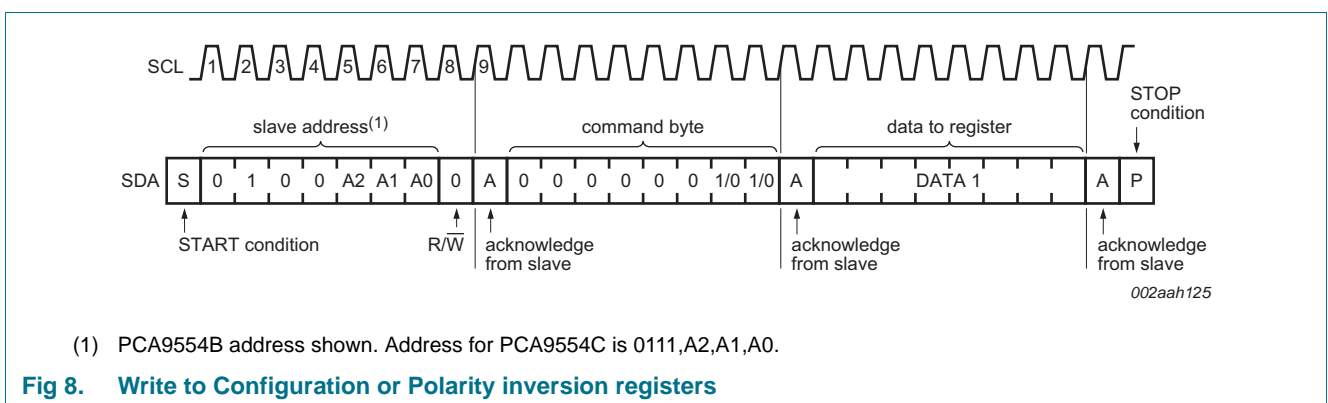 SCL 1 2 3 4 5 6 7 8 9
STOP condition
slave address(1) command byte data to register
SDA S 0 1 0 0 A2 A1 A0 0 A 0 0 0 0 0 0 1/0 1/0 A DATA 1 A P
START condition R/W̅ acknowledge from slave acknowledge from slave acknowledge from slave
002aah125
(1) PCA9554B address shown. Address for PCA9554C is 0111,A2,A1,A0.
Fig 8. Write to Configuration or Polarity inversion registers